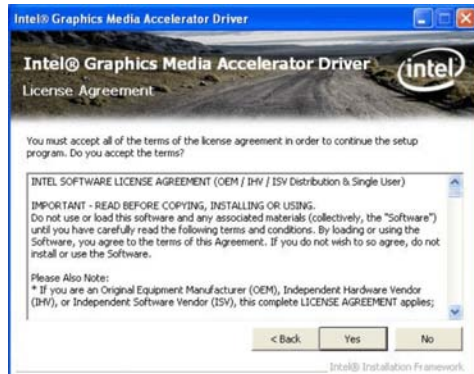 Intel® Graphics Media Accelerator Driver
Intel® Graphics Media Accelerator Driver
intel
License Agreement
You must accept all of the terms of the license agreement in order to continue the setup
program. Do you accept the terms?
INTEL SOFTWARE LICENSE AGREEMENT (OEM / IHV / ISV Distribution & Single User)
IMPORTANT - READ BEFORE COPYING, INSTALLING OR USING.
Do not use or load this software and any associated materials (collectively, the "Software")
until you have carefully read the following terms and conditions. By loading or using the
Software, you agree to the terms of this Agreement. If you do not wish to so agree, do not
install or use the Software.
Please Also Note:
* If you are an Original Equipment Manufacturer (OEM), Independent Hardware Vendor
(IHV), or Independent Software Vendor (ISV), this complete LICENSE AGREEMENT applies;
< Back Yes No
Intel® Installation Framework